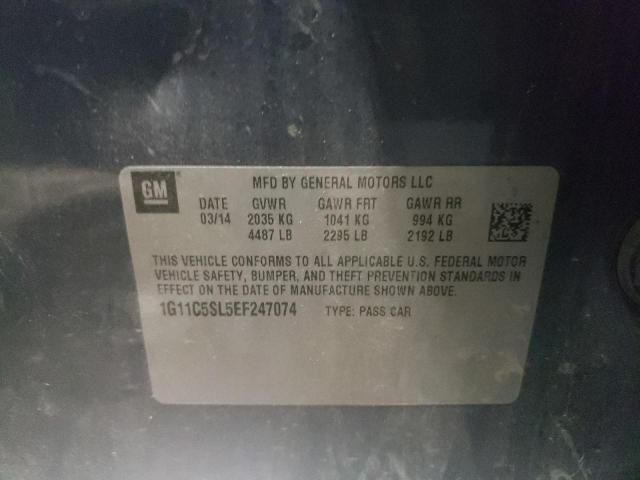 GM
MFD BY GENERAL MOTORS LLC
DATE GVWR GAWR FRT GAWR RR
03/14 2035 KG 1041 KG 994 KG
4487 LB 2295 LB 2192 LB
THIS VEHICLE CONFORMS TO ALL APPLICABLE U.S. FEDERAL MOTOR
VEHICLE SAFETY, BUMPER, AND THEFT PREVENTION STANDARDS IN
EFFECT ON THE DATE OF MANUFACTURE SHOWN ABOVE.
1G11C5SL5EF247074 TYPE: PASS CAR